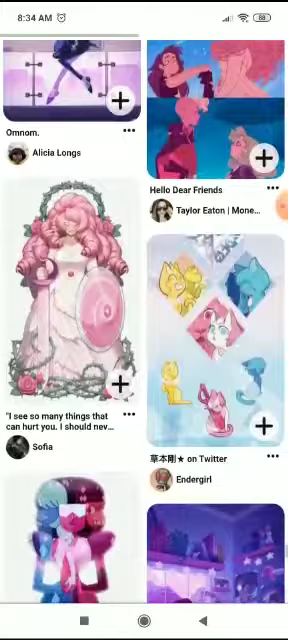 8:34 AM
88
Omnom.
Alicia Longs
Hello Dear Friends
Taylor Eaton | Mone...
"I see so many things that
can hurt you. I should nev...
Sofia
草本剛★ on Twitter
Endergirl